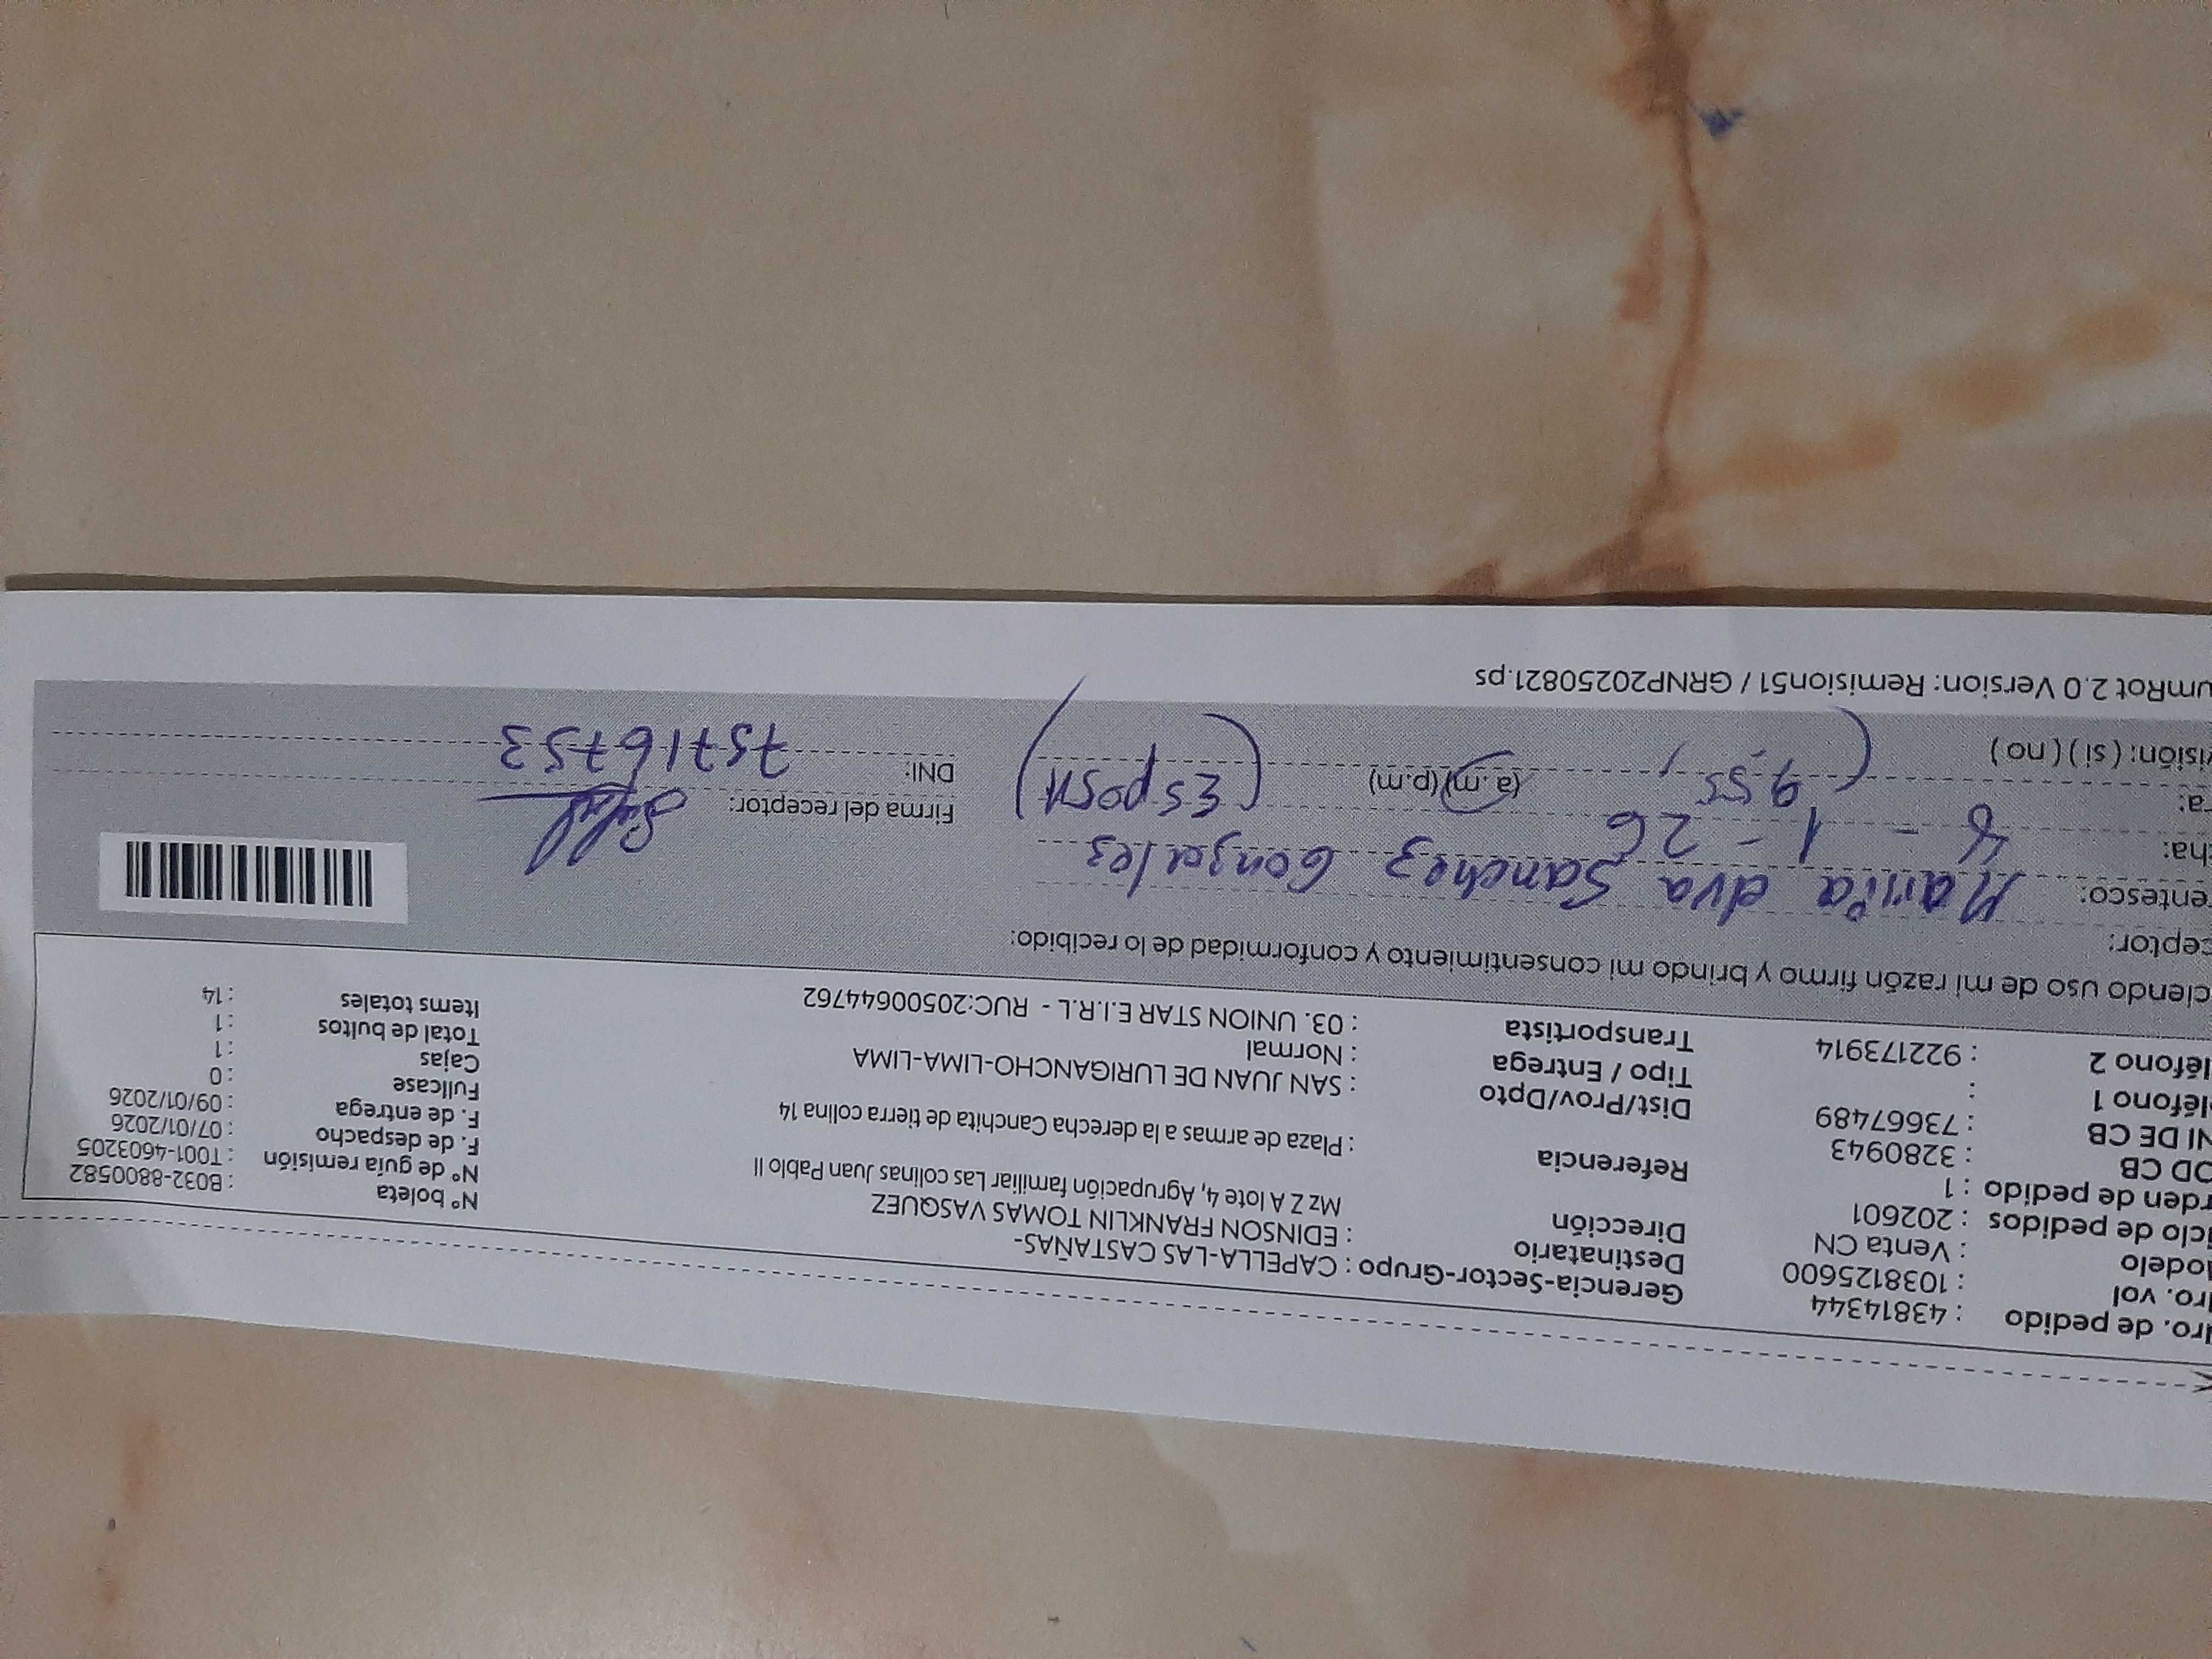 ro. de pedido : 43814344
ro. vol : 1038125600
odelo : Venta CN
iclo de pedidos : 202601
rden de pedido : 1
OD CB : 3280943
NI DE CB : 73667489
léfono 1 :
léfono 2 : 922173914
Gerencia-Sector-Grupo : CAPELLA-LAS CASTAÑAS-
Destinatario : EDINSON FRANKLIN TOMAS VASQUEZ
Dirección Mz Z A lote 4, Agrupación familiar Las colinas Juan Pablo II
Referencia : Plaza de armas a la derecha Canchita de tierra colina 14
Dist/Prov/Dpto : SAN JUAN DE LURIGANCHO-LIMA-LIMA
Tipo / Entrega : Normal
Transportista : 03. UNION STAR E.I.R.L - RUC:20500644762
N° boleta : B032-8800582
N° de guía remisión : T001-4603205
F. de despacho : 07/01/2026
F. de entrega : 09/01/2026
Fullcase : 0
Cajas : 1
Total de bultos : 1
Items totales : 14
ciendo uso de mi razón firmo y brindo mi consentimiento y conformidad de lo recibido:
ceptor:
entesco: Maria elva Sanchez Gonzales
cha: 8 - 1 - 26 (Esposa)
ra: 9,55 (a.m) (p.m)
isión: ( si ) ( no )
Firma del receptor:
DNI: 75716753
umRot 2.0 Version: Remision51 / GRNP20250821.ps